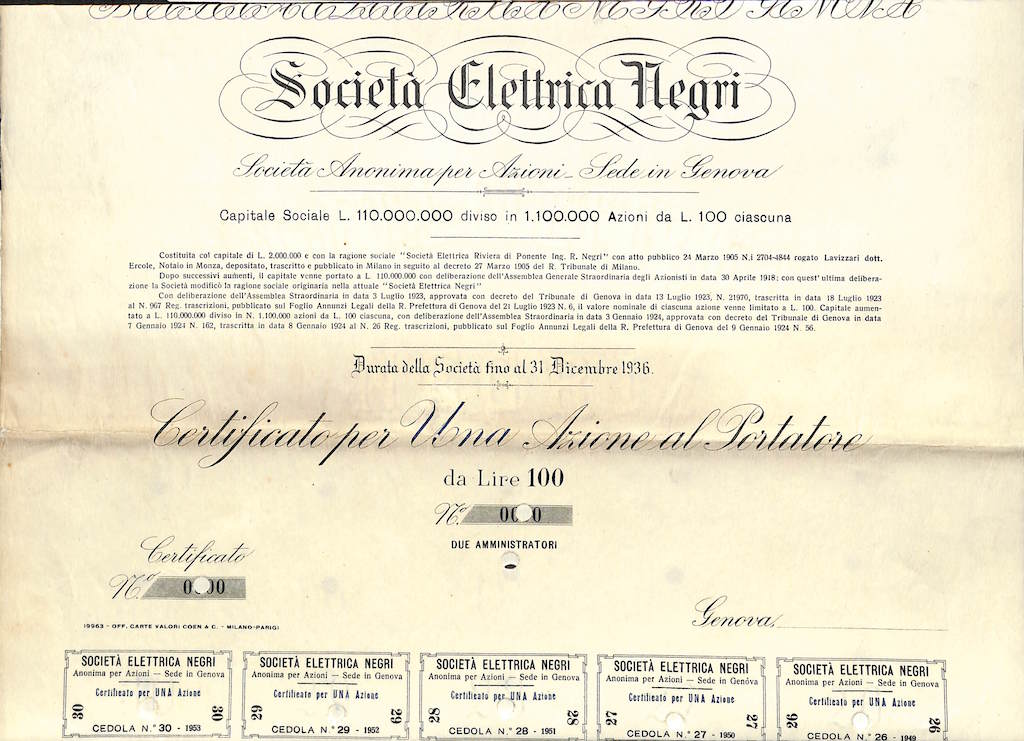 Società Elettrica Negri
Società Anonima per Azioni - Sede in Genova
Capitale Sociale L. 110.000.000 diviso in 1.100.000 Azioni da L. 100 ciascuna
Costituita col capitale di L. 2.000.000 e con la ragione sociale "Società Elettrica Riviera di Ponente Ing. R. Negri" con atto pubblico 24 Marzo 1905 N.i 2704-4844 rogato Lavizzari dott.
Ercole, Notaio in Monza, depositato, trascritto e pubblicato in Milano in seguito al decreto 27 Marzo 1905 del R. Tribunale di Milano.
Dopo successivi aumenti, il capitale venne portato a L. 110.000.000 con deliberazione dell'Assemblea Generale Straordinaria degli Azionisti in data 30 Aprile 1918; con quest'ultima delibera-
zione la Società modificò la ragione sociale originaria nella attuale "Società Elettrica Negri"
Con deliberazione dell'Assemblea Straordinaria in data 3 Luglio 1923, approvata con decreto del Tribunale di Genova in data 13 Luglio 1923, N. 21970, trascritta in data 18 Luglio 1923
al N. 967 Reg. trascrizioni, pubblicato sul Foglio Annunzi Legali della R. Prefettura di Genova del 21 Luglio 1923 N. 6, il valore nominale di ciascuna azione venne limitato a L. 100. Capitale aumen-
tato a L. 110.000.000 diviso in N. 1.100.000 azioni da L. 100 ciascuna, con deliberazione dell'Assemblea Straordinaria in data 3 Gennaio 1924, approvata con decreto del Tribunale di Genova in data
7 Gennaio 1924 N. 162, trascritta in data 8 Gennaio 1924 al N. 26 Reg. trascrizioni, pubblicato sul Foglio Annunzi Legali della R. Prefettura di Genova del 9 Gennaio 1924 N. 56.
Durata della Società fino al 31 Dicembre 1936.
Certificato per Una Azione al Portatore
da Lire 100
No.
DUE AMMINISTRATORI
Certificato
N.o
19963 - OFF. CARTE VALORI COEN & C. - MILANO-PARIGI
Genova,
SOCIETÀ ELETTRICA NEGRI
Anonima per Azioni — Sede in Genova
Certificato per UNA Azione
30 30
CEDOLA N.° 30 - 1953
SOCIETÀ ELETTRICA NEGRI
Anonima per Azioni — Sede in Genova
Certificato per UNA Azione
29 29
CEDOLA N.° 29 - 1952
SOCIETÀ ELETTRICA NEGRI
Anonima per Azioni — Sede in Genova
Certificato per UNA Azione
28 28
CEDOLA N.° 28 - 1951
SOCIETÀ ELETTRICA NEGRI
Anonima per Azioni — Sede in Genova
Certificato per UNA Azione
27 27
CEDOLA N.° 27 - 1950
SOCIETÀ ELETTRICA NEGRI
Anonima per Azioni — Sede in Genova
Certificato per UNA Azione
26 26
CEDOLA N.° 26 - 1949